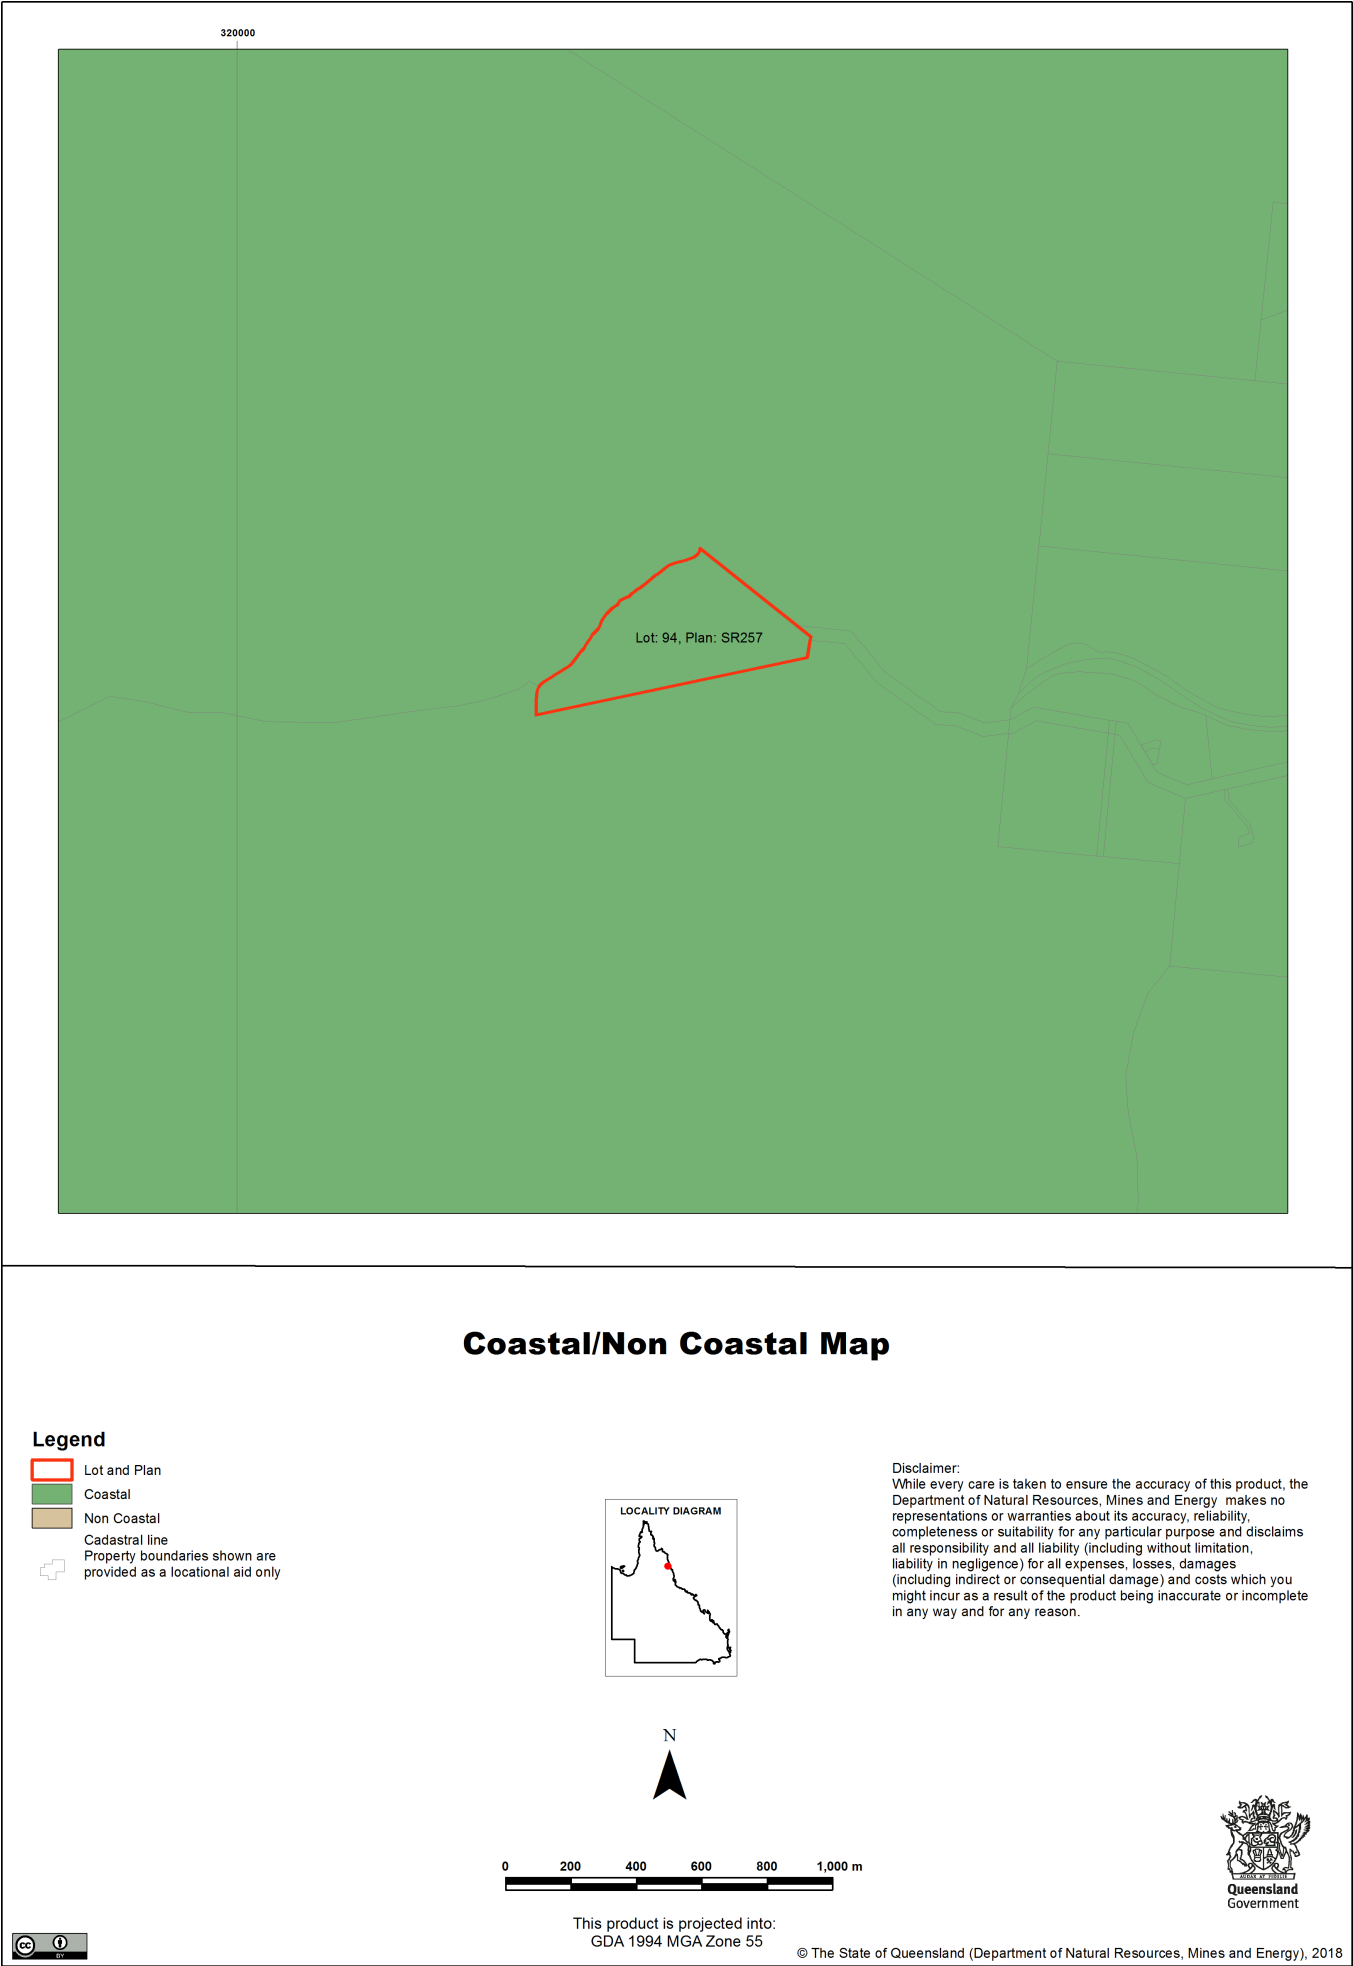 320000
Lot: 94, Plan: SR257
Coastal/Non Coastal Map
Legend
Lot and Plan
Coastal
Non Coastal
Cadastral line
Property boundaries shown are
provided as a locational aid only
LOCALITY DIAGRAM
Disclaimer:
While every care is taken to ensure the accuracy of this product, the
Department of Natural Resources, Mines and Energy makes no
representations or warranties about its accuracy, reliability,
completeness or suitability for any particular purpose and disclaims
all responsibility and all liability (including without limitation,
liability in negligence) for all expenses, losses, damages
(including indirect or consequential damage) and costs which you
might incur as a result of the product being inaccurate or incomplete
in any way and for any reason.
N
0 200 400 600 800 1,000 m
This product is projected into:
GDA 1994 MGA Zone 55
AUDAX AT FIDELIS
Queensland
Government
cc
BY
© The State of Queensland (Department of Natural Resources, Mines and Energy), 2018